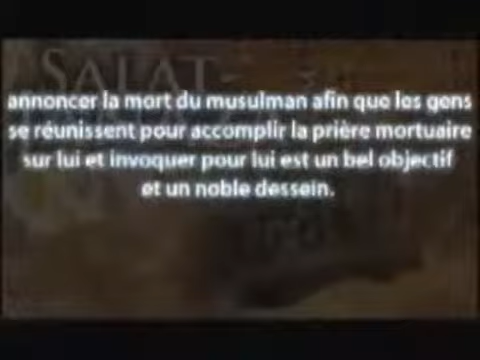 SALAT-
annoncer la mort du musulman afin que les gens
se réunissent pour accomplir la prière mortuaire
sur lui et invoquer pour lui est un bel objectif
et un noble dessein.